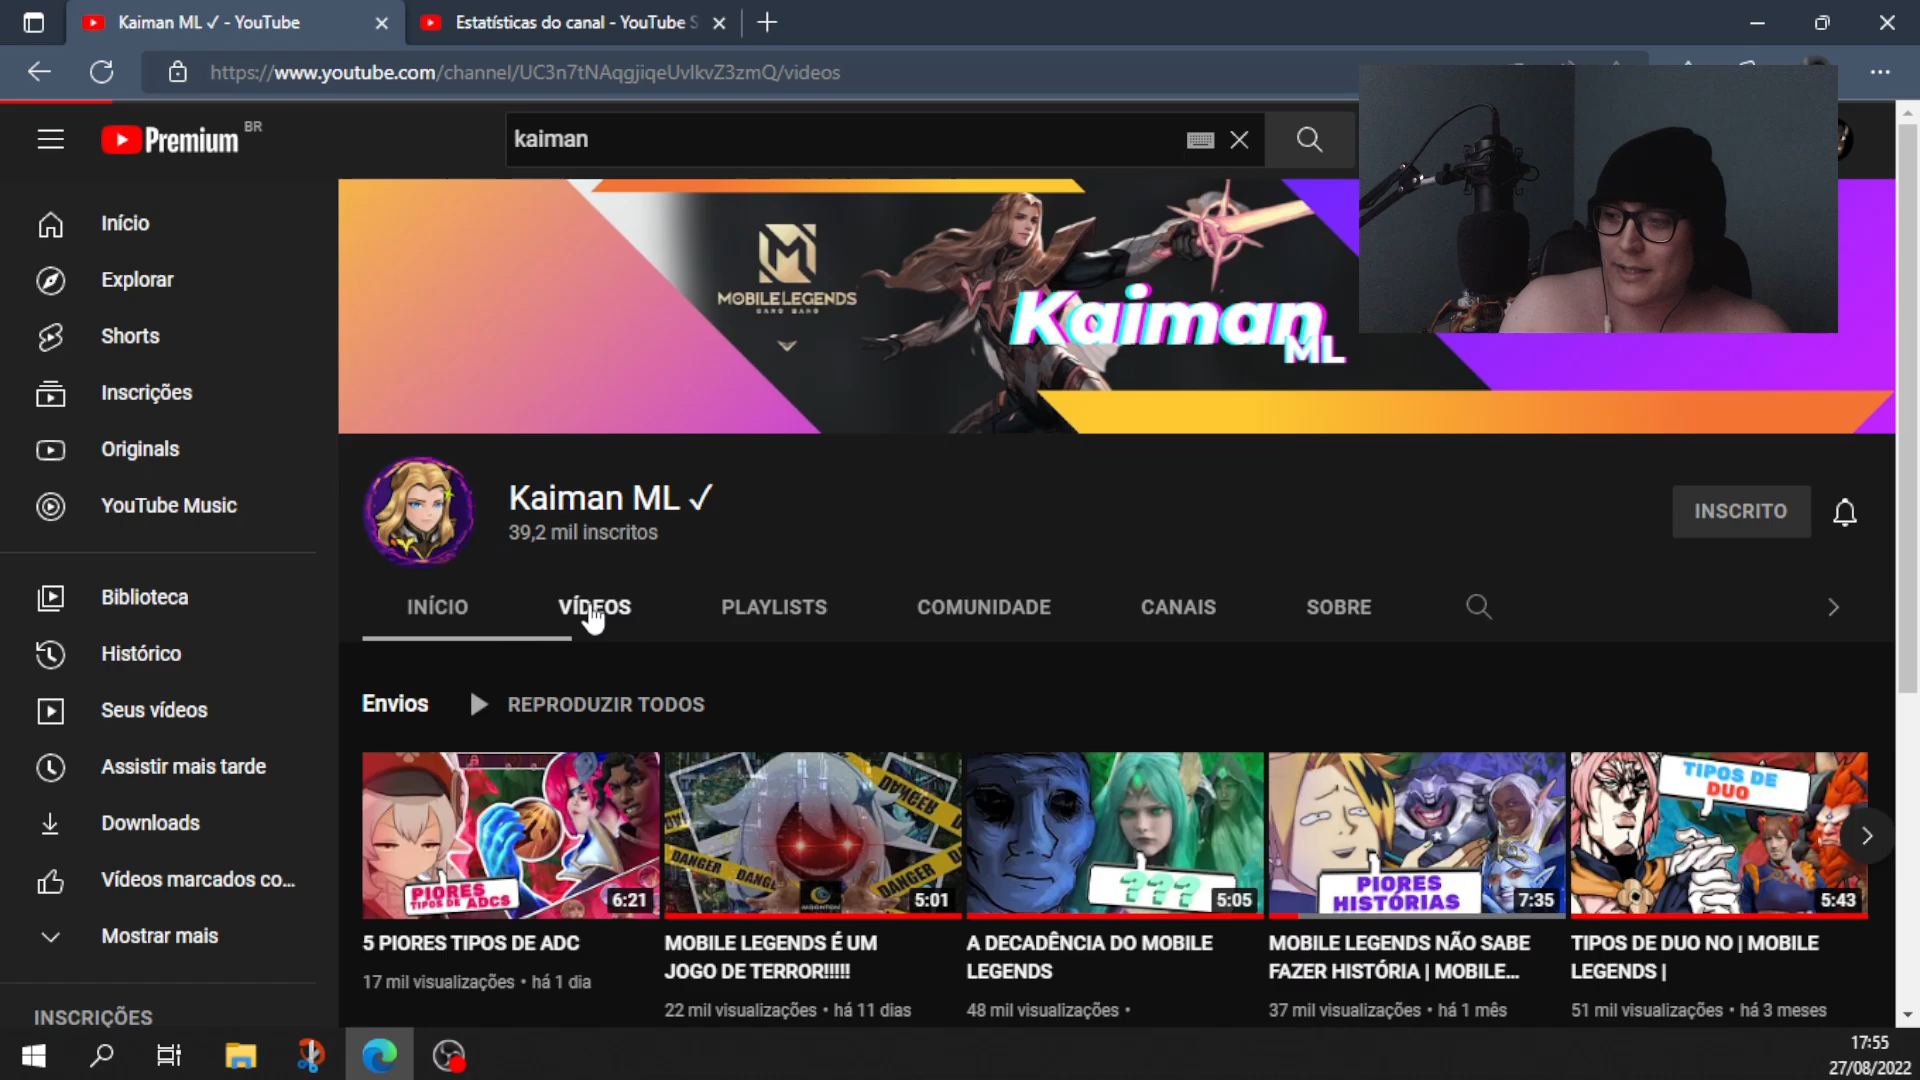 Kaiman ML ✓ - YouTube
Estatísticas do canal - YouTube S
https://www.youtube.com/channel/UC3n7tNAqgjiqeUvlkvZ3zmQ/videos
Premium BR
kaiman
Início
Explorar
Shorts
Inscrições
Originals
YouTube Music
Biblioteca
Histórico
Seus vídeos
Assistir mais tarde
Downloads
Vídeos marcados co...
Mostrar mais
INSCRIÇÕES
MOBILE LEGENDS
BANG BANG
Kaiman
ML
Kaiman ML ✓
39,2 mil inscritos
INSCRITO
INÍCIO
VÍDEOS
PLAYLISTS
COMUNIDADE
CANAIS
SOBRE
Envios
REPRODUZIR TODOS
PIORES
TIPOS DE ADCS
6:21
5 PIORES TIPOS DE ADC
17 mil visualizações • há 1 dia
DANGER
DANGER
DANGER
MOONTON
5:01
MOBILE LEGENDS É UM
JOGO DE TERROR!!!!!
22 mil visualizações • há 11 dias
???
5:05
A DECADÊNCIA DO MOBILE
LEGENDS
48 mil visualizações •
PIORES
HISTÓRIAS
7:35
MOBILE LEGENDS NÃO SABE
FAZER HISTÓRIA | MOBILE...
37 mil visualizações • há 1 mês
TIPOS DE
DUO
5:43
TIPOS DE DUO NO | MOBILE
LEGENDS |
51 mil visualizações • há 3 meses
17:55
27/08/2022